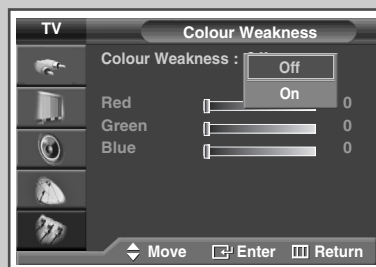 TV
Colour Weakness
Colour Weakness :
Off
On
Red 0
Green 0
Blue 0
Move Enter Return